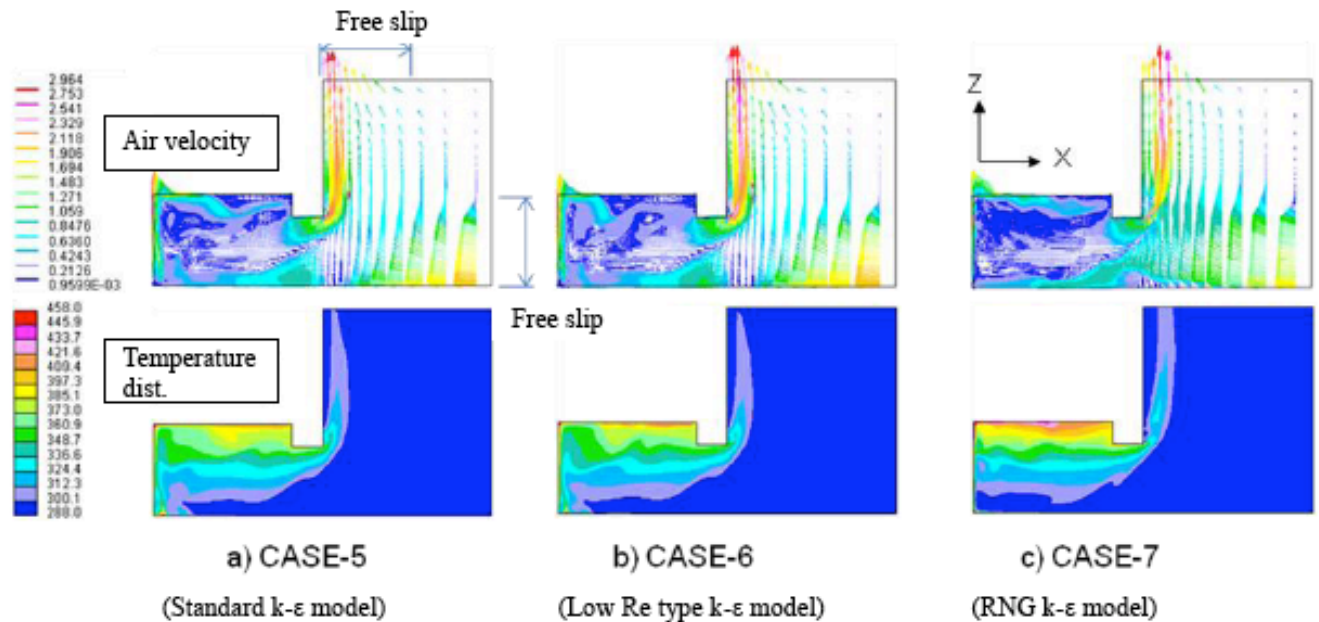 Free slip
2.964
2.753
2.541
2.329
2.118
1.906
1.694
1.483
1.271
1.059
0.8476
0.6360
0.4243
0.2126
0.9599E-03
Air velocity
Z
X
Free slip
458.0
445.9
433.7
421.6
409.4
397.3
385.1
373.0
360.9
348.7
336.6
324.4
312.3
300.1
288.0
Temperature
dist.
a) CASE-5
b) CASE-6
c) CASE-7
(Standard k-ε model)
(Low Re type k-ε model)
(RNG k-ε model)